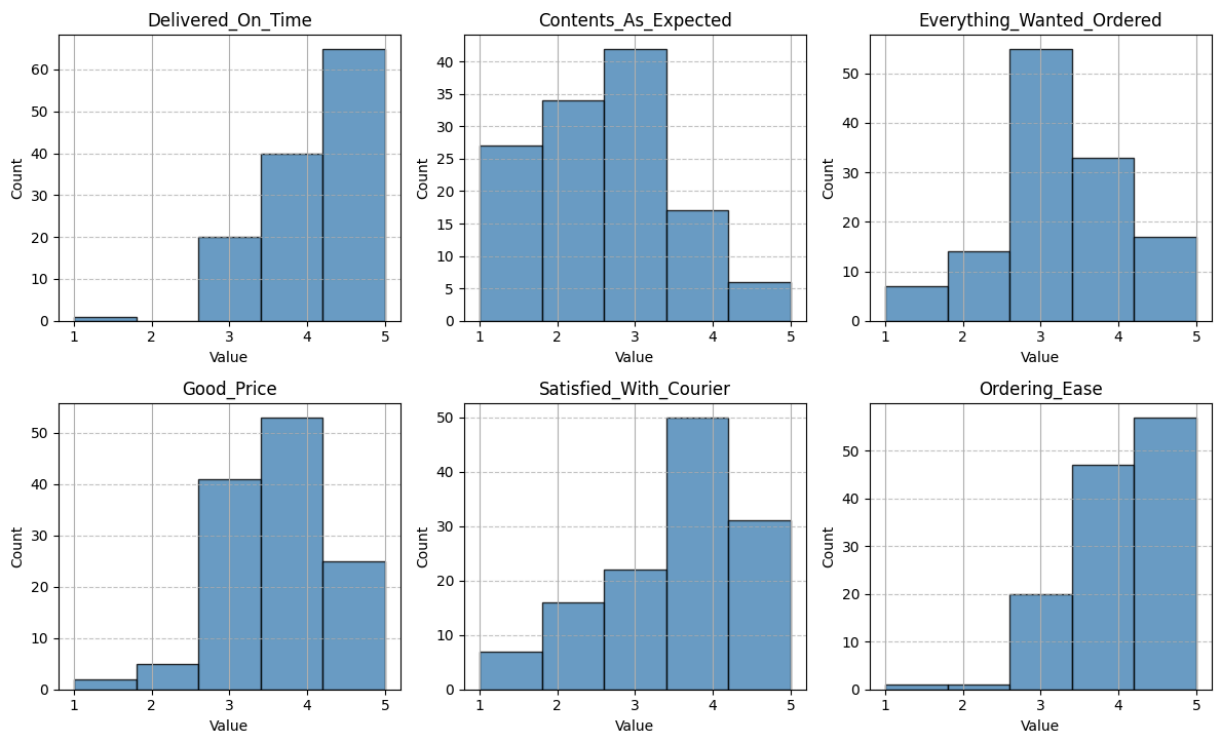 Delivered_On_Time
Contents_As_Expected
Everything_Wanted_Ordered
60
50
40
30
20
10
0
Count
1 2 3 4 5
Value
40
35
30
25
20
15
10
5
0
Count
1 2 3 4 5
Value
50
40
30
20
10
0
Count
1 2 3 4 5
Value
Good_Price
Satisfied_With_Courier
Ordering_Ease
50
40
30
20
10
0
Count
1 2 3 4 5
Value
50
40
30
20
10
0
Count
1 2 3 4 5
Value
50
40
30
20
10
0
Count
1 2 3 4 5
Value